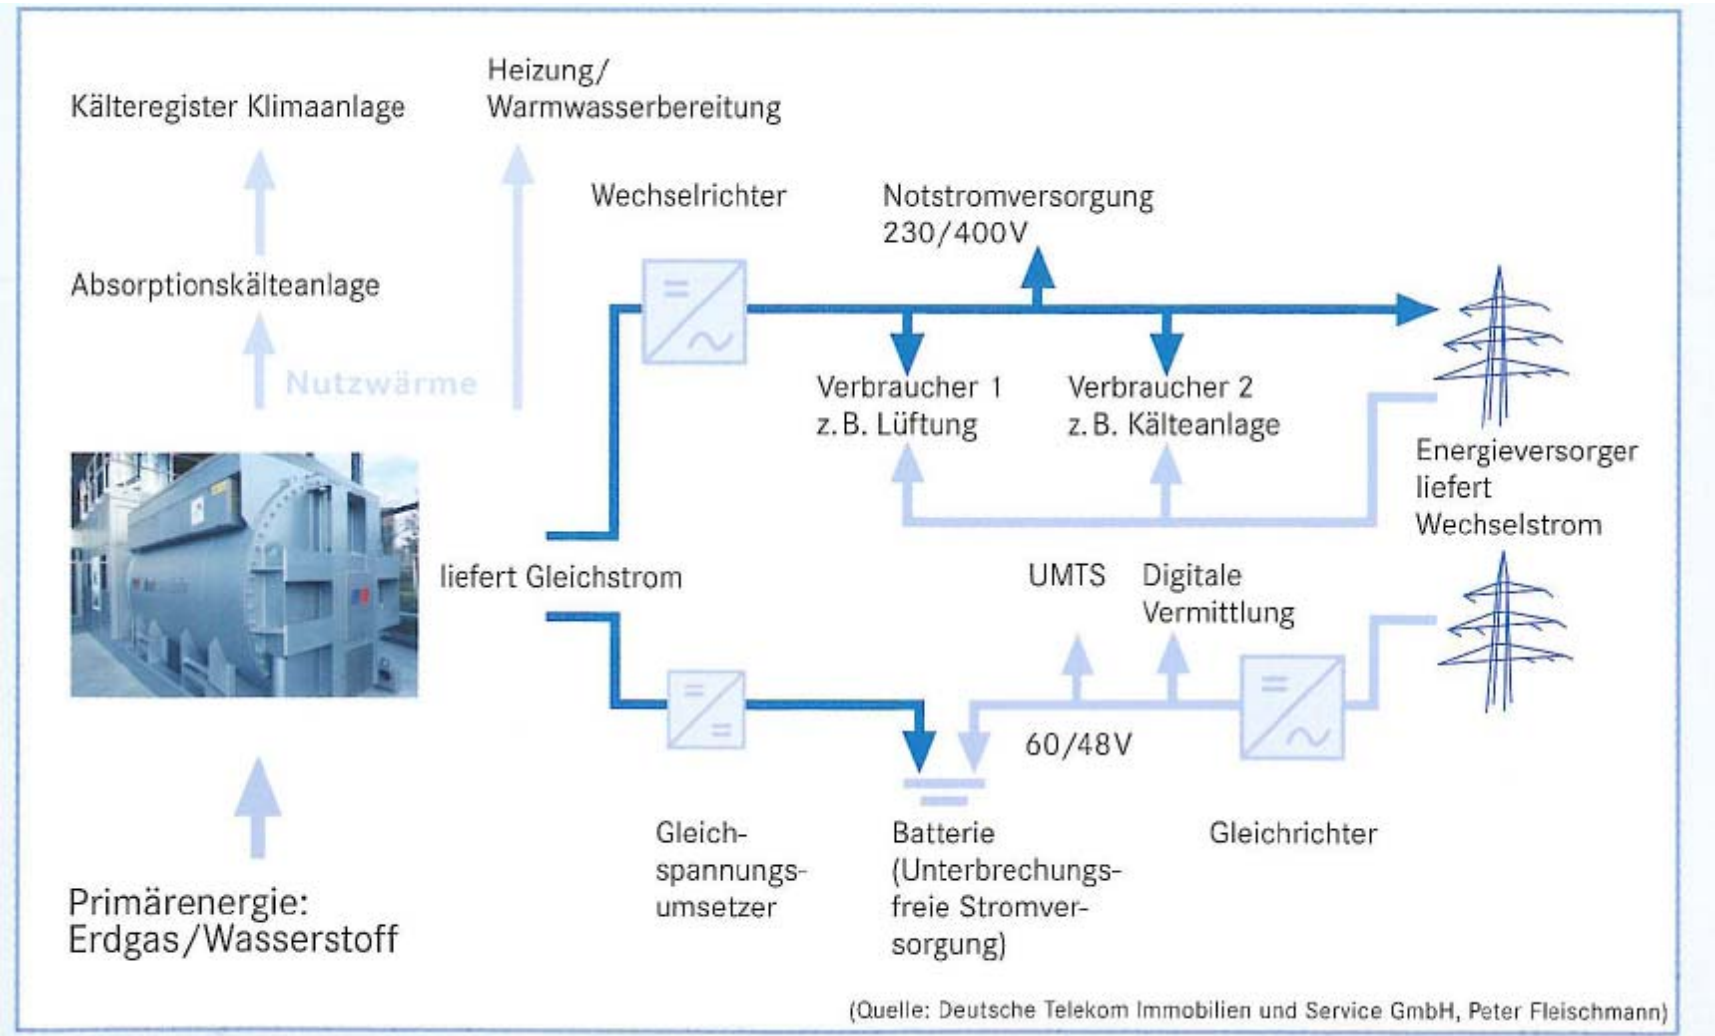 Kälteregister Klimaanlage
Heizung/
Warmwasserbereitung
Wechselrichter
Notstromversorgung
230/400V
Absorptionskälteanlage
Nutzwärme
Verbraucher 1
z.B. Lüftung
Verbraucher 2
z.B. Kälteanlage
Energieversorger
liefert
Wechselstrom
liefert Gleichstrom
UMTS
Digitale
Vermittlung
60/48V
Gleich-
spannungs-
umsetzer
Batterie
(Unterbrechungs-
freie Stromver-
sorgung)
Gleichrichter
Primärenergie:
Erdgas/Wasserstoff
(Quelle: Deutsche Telekom Immobilien und Service GmbH, Peter Fleischmann)